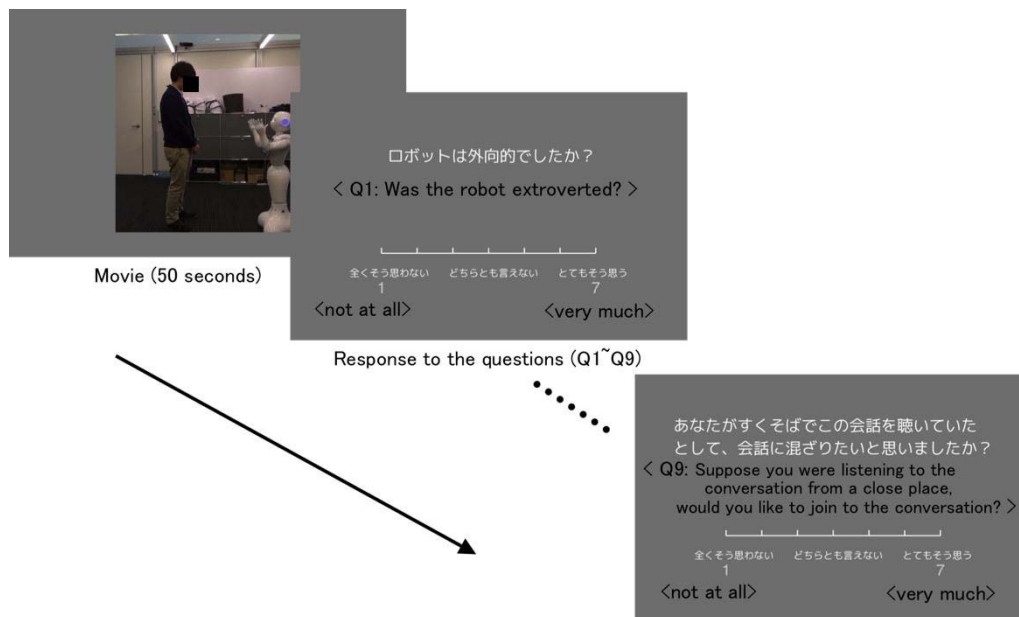 Movie (50 seconds)
ロボットは外向的でしたか？
< Q1: Was the robot extroverted? >
全くそう思わない どちらとも言えない とてもそう思う
1 7
<not at all> <very much>
Response to the questions (Q1~Q9)
あなたがすくそばでこの会話を聴いていた
として、会話に混ざりたいと思いましたか？
< Q9: Suppose you were listening to the
conversation from a close place,
would you like to join to the conversation? >
全くそう思わない どちらとも言えない とてもそう思う
1 7
<not at all> <very much>